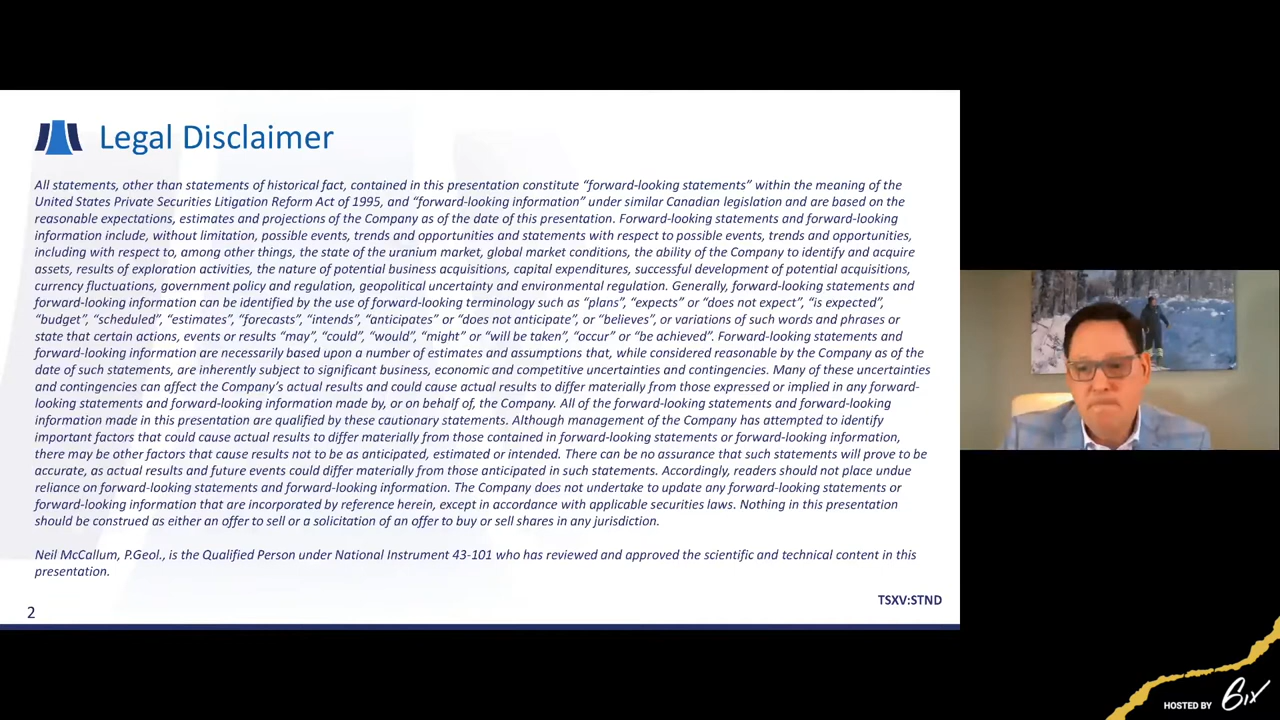 Legal Disclaimer
All statements, other than statements of historical fact, contained in this presentation constitute “forward-looking statements” within the meaning of the
United States Private Securities Litigation Reform Act of 1995, and “forward-looking information” under similar Canadian legislation and are based on the
reasonable expectations, estimates and projections of the Company as of the date of this presentation. Forward-looking statements and forward-looking
information include, without limitation, possible events, trends and opportunities and statements with respect to possible events, trends and opportunities,
including with respect to, among other things, the state of the uranium market, global market conditions, the ability of the Company to identify and acquire
assets, results of exploration activities, the nature of potential business acquisitions, capital expenditures, successful development of potential acquisitions,
currency fluctuations, government policy and regulation, geopolitical uncertainty and environmental regulation. Generally, forward-looking statements and
forward-looking information can be identified by the use of forward-looking terminology such as “plans”, “expects” or “does not expect”, “is expected”,
“budget”, “scheduled”, “estimates”, “forecasts”, “intends”, “anticipates” or “does not anticipate”, or “believes”, or variations of such words and phrases or
state that certain actions, events or results “may”, “could”, “would”, “might” or “will be taken”, “occur” or “be achieved”. Forward-looking statements and
forward-looking information are necessarily based upon a number of estimates and assumptions that, while considered reasonable by the Company as of the
date of such statements, are inherently subject to significant business, economic and competitive uncertainties and contingencies. Many of these uncertainties
and contingencies can affect the Company’s actual results and could cause actual results to differ materially from those expressed or implied in any forward-
looking statements and forward-looking information made by, or on behalf of, the Company. All of the forward-looking statements and forward-looking
information made in this presentation are qualified by these cautionary statements. Although management of the Company has attempted to identify
important factors that could cause actual results to differ materially from those contained in forward-looking statements or forward-looking information,
there may be other factors that cause results not to be as anticipated, estimated or intended. There can be no assurance that such statements will prove to be
accurate, as actual results and future events could differ materially from those anticipated in such statements. Accordingly, readers should not place undue
reliance on forward-looking statements and forward-looking information. The Company does not undertake to update any forward-looking statements or
forward-looking information that are incorporated by reference herein, except in accordance with applicable securities laws. Nothing in this presentation
should be construed as either an offer to sell or a solicitation of an offer to buy or sell shares in any jurisdiction.
Neil McCallum, P.Geol., is the Qualified Person under National Instrument 43-101 who has reviewed and approved the scientific and technical content in this
presentation.
TSXV:STND
2
HOSTED BY 6ix